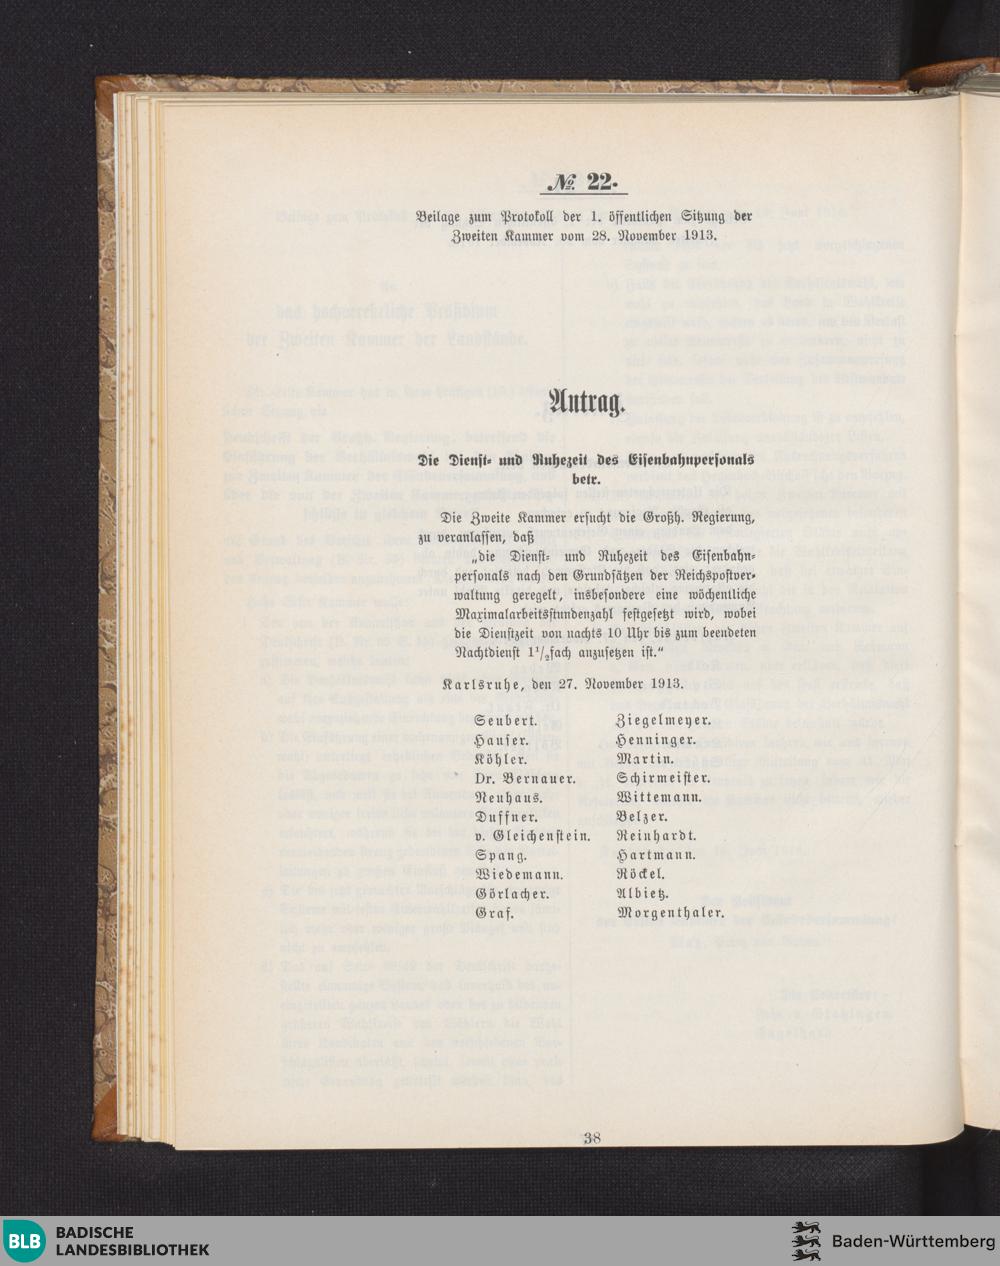 № 22.
Beilage zum Protokoll der 1. öffentlichen Sitzung der
Zweiten Kammer vom 28. November 1913.
Antrag.
Die Dienst- und Ruhezeit des Eisenbahnpersonals
betr.
Die Zweite Kammer ersucht die Großh. Regierung,
zu veranlassen, daß
„die Dienst- und Ruhezeit des Eisenbahn-
personals nach den Grundsätzen der Reichspostver-
waltung geregelt, insbesondere eine wöchentliche
Maximalarbeitsstundenzahl festgesetzt wird, wobei
die Dienstzeit von nachts 10 Uhr bis zum beendeten
Nachtdienst 1 1/2fach anzusetzen ist.“
Karlsruhe, den 27. November 1913.
Seubert.
Hauser.
Köhler.
Dr. Bernauer.
Neuhaus.
Duffner.
v. Gleichenstein.
Spang.
Wiedemann.
Görlacher.
Graf.
Ziegelmeyer.
Henninger.
Martin.
Schirmeister.
Wittemann.
Belzer.
Reinhardt.
Hartmann.
Röckel.
Albietz.
Morgenthaler.
38
BLB BADISCHE
LANDESBIBLIOTHEK
Baden-Württemberg